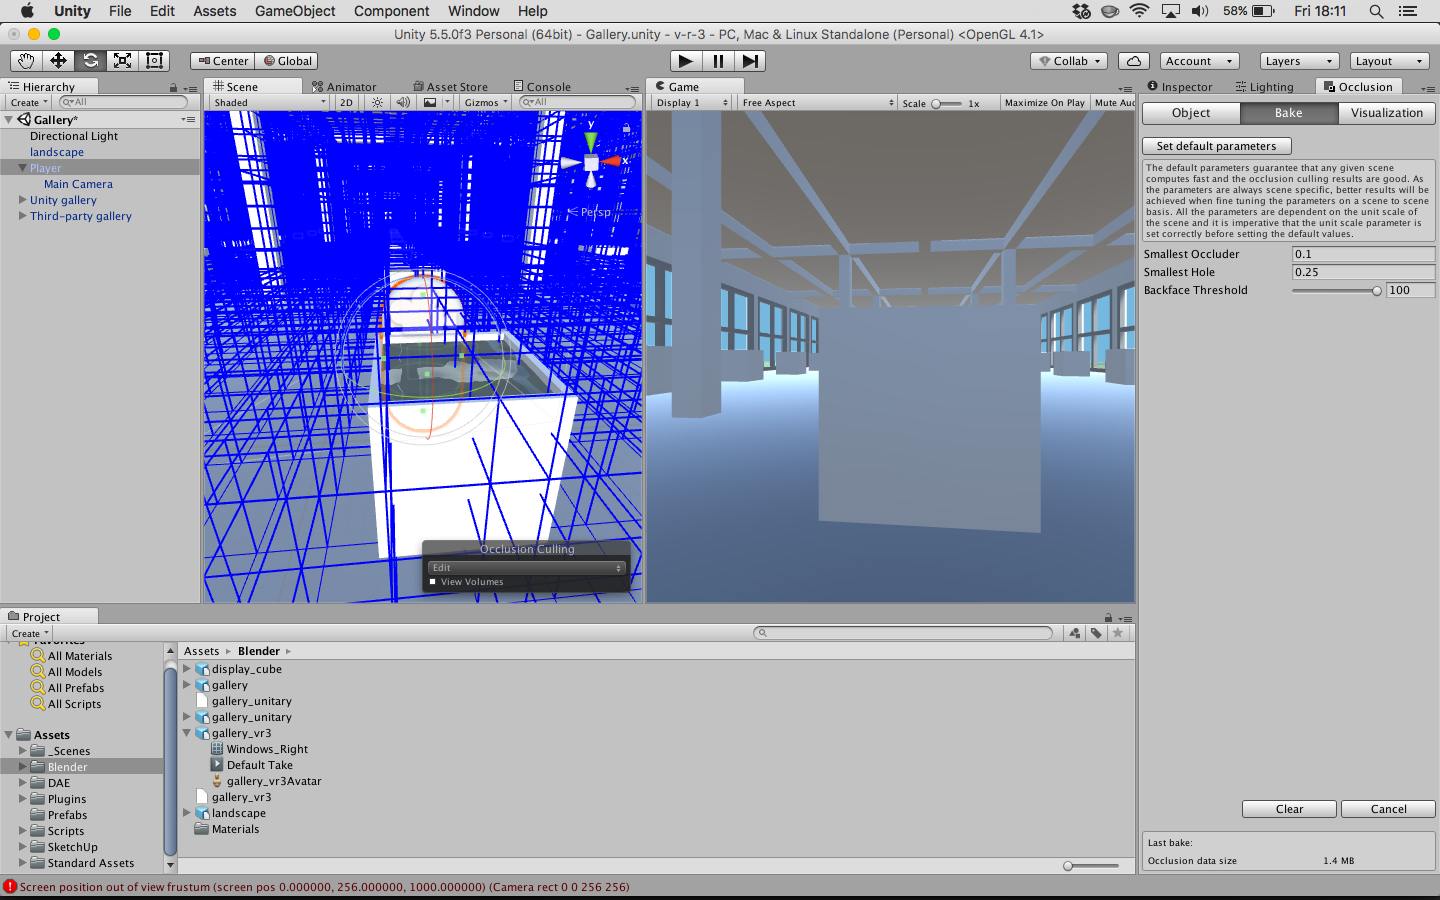 Unity File Edit Assets GameObject Component Window Help 58% Fri 18:11
Unity 5.5.0f3 Personal (64bit) - Gallery.unity - v-r-3 - PC, Mac & Linux Standalone (Personal) <OpenGL 4.1>
Center Global Collab Account Layers Layout
Hierarchy
Create All
Gallery*
Directional Light
landscape
Player
Main Camera
Unity gallery
Third-party gallery
Scene Animator Asset Store Console
Shaded 2D Gizmos All
y
x
Persp
Occlusion Culling
Edit
View Volumes
Game
Display 1 Free Aspect Scale 1x Maximize On Play Mute Auc
Inspector Lighting Occlusion
Object Bake Visualization
Set default parameters
The default parameters guarantee that any given scene
computes fast and the occlusion culling results are good. As
the parameters are always scene specific, better results will be
achieved when fine tuning the parameters on a scene to scene
basis. All the parameters are dependent on the unit scale of
the scene and it is imperative that the unit scale parameter is
set correctly before setting the default values.
Smallest Occluder 0.1
Smallest Hole 0.25
Backface Threshold 100
Clear Cancel
Last bake:
Occlusion data size 1.4 MB
Project
Create
Favorites
All Materials
All Models
All Prefabs
All Scripts
Assets
_Scenes
Blender
DAE
Plugins
Prefabs
Scripts
SketchUp
Standard Assets
Assets Blender
display_cube
gallery
gallery_unitary
gallery_unitary
gallery_vr3
Windows_Right
Default Take
gallery_vr3Avatar
gallery_vr3
landscape
Materials
Screen position out of view frustum (screen pos 0.000000, 256.000000, 1000.000000) (Camera rect 0 0 256 256)